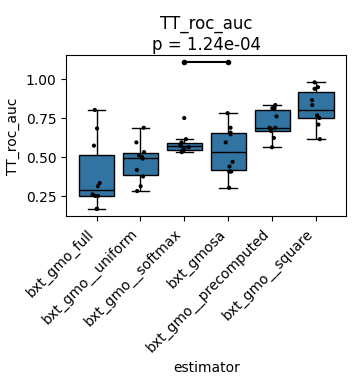 TT_roc_auc
p = 1.24e-04
TT_roc_auc
1.00
0.75
0.50
0.25
bxt_gmo_full
bxt_gmo__uniform
bxt_gmo__softmax
bxt_gmosa
bxt_gmo__precomputed
bxt_gmo__square
estimator